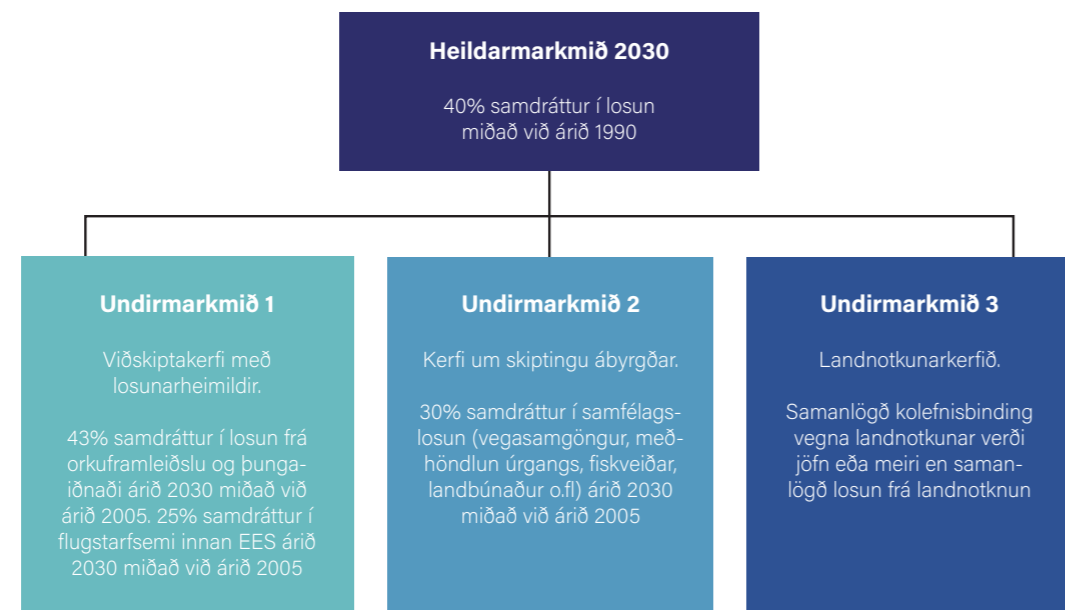 Heildarmarkmið 2030
40% samdráttur í losun
miðað við árið 1990
Undirmarkmið 1
Viðskiptakerfi með
losunarheimildir.
43% samdráttur í losun frá
orkuframleiðslu og þunga-
iðnaði árið 2030 miðað við
árið 2005. 25% samdráttur í
flugstarfsemi innan EES árið
2030 miðað við árið 2005
Undirmarkmið 2
Kerfi um skiptingu ábyrgðar.
30% samdráttur í samfélags-
losun (vegasamgöngur, með-
höndlun úrgangs, fiskveiðar,
landbúnaður o.fl) árið 2030
miðað við árið 2005
Undirmarkmið 3
Landnotkunarkerfið.
Samanlögð kolefnisbinding
vegna landnotkunar verði
jöfn eða meiri en saman-
lögð losun frá landnotknun